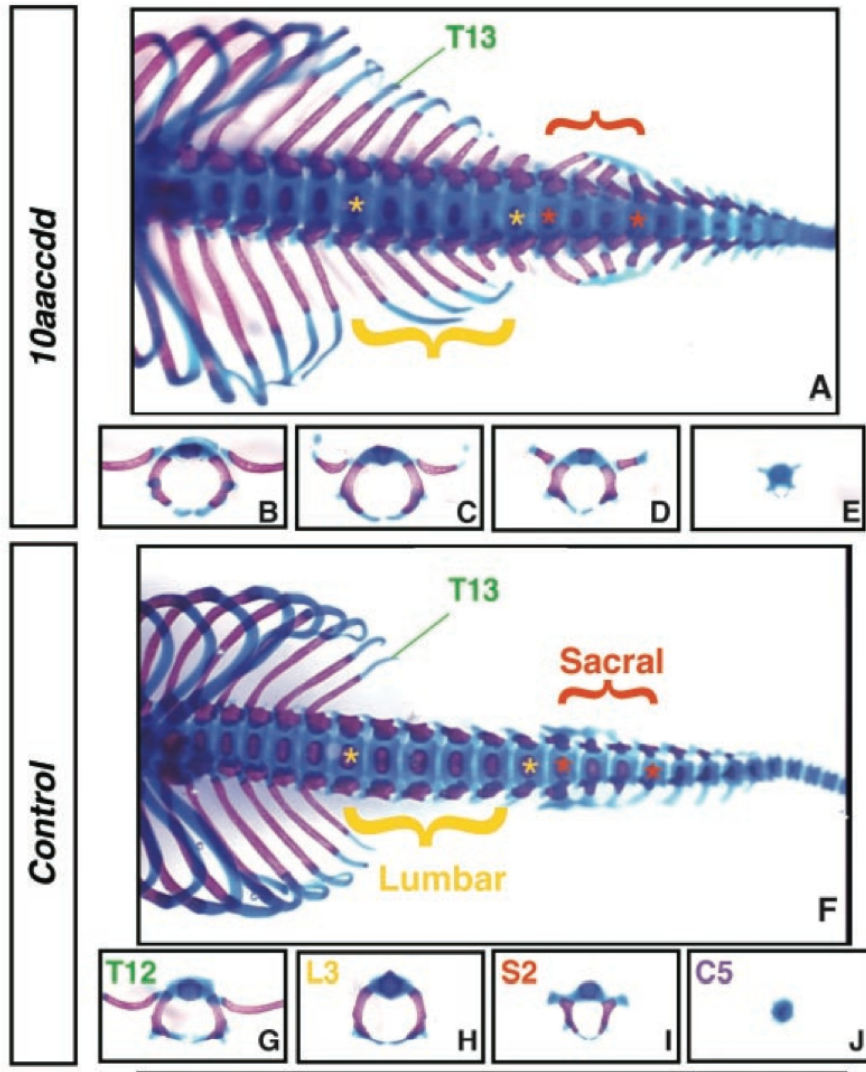 10aaccdd
T13
* * * *
A
B
C
D
E
Control
T13
Sacral
* * * *
Lumbar
F
T12
G
L3
H
S2
I
C5
J